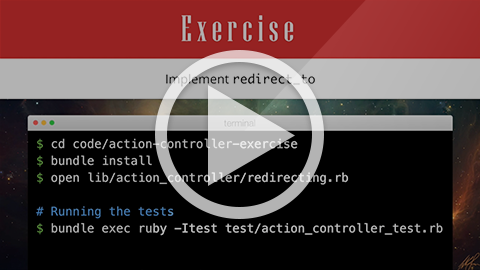 Exercise
Implement redirect_to
terminal
$ cd code/action-controller-exercise
$ bundle install
$ open lib/action_controller/redirecting.rb
# Running the tests
$ bundle exec ruby -Itest test/action_controller_test.rb